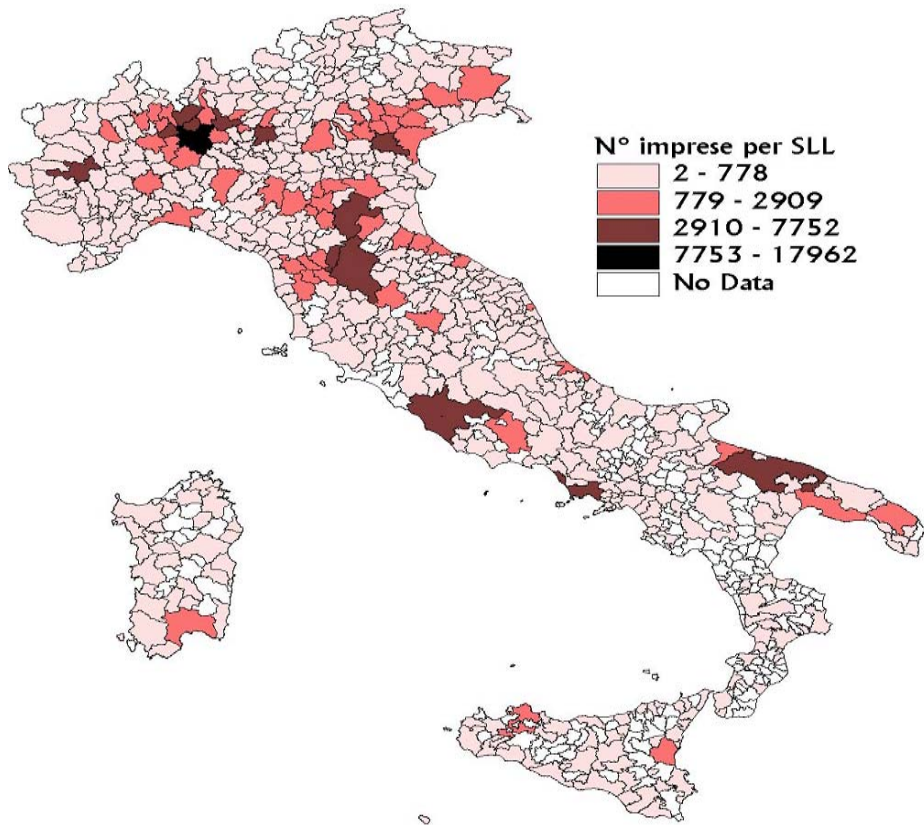 N° imprese per SLL
2 - 778
779 - 2909
2910 - 7752
7753 - 17962
No Data